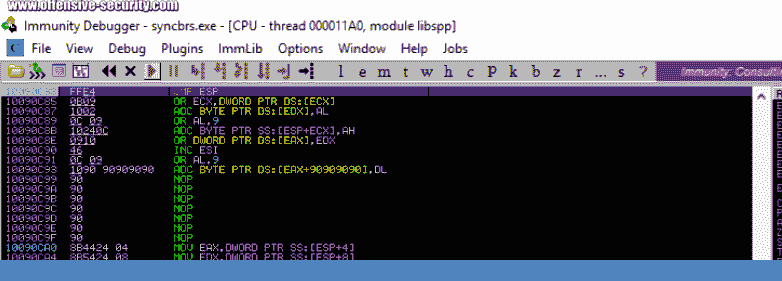 www.offensive-security.com
Immunity Debugger - syncbrs.exe - [CPU - thread 000011A0, module libspp]
C File View Debug Plugins ImmLib Options Window Help Jobs
l e m t w h c P k b z r ... s ? Immunity: Consulti
10090C83 FFE4 JMP ESP
10090C85 0B09 OR ECX,DWORD PTR DS:[ECX]
10090C87 1002 ADC BYTE PTR DS:[EDX],AL
10090C89 0C 09 OR AL,9
10090C8B 10240C ADC BYTE PTR SS:[ESP+ECX],AH
10090C8E 0910 OR DWORD PTR DS:[EAX],EDX
10090C90 46 INC ESI
10090C91 0C 09 OR AL,9
10090C93 1090 90909090 ADC BYTE PTR DS:[EAX+90909090],DL
10090C99 90 NOP
10090C9A 90 NOP
10090C9B 90 NOP
10090C9C 90 NOP
10090C9D 90 NOP
10090C9E 90 NOP
10090C9F 90 NOP
10090CA0 8B4424 04 MOV EAX,DWORD PTR SS:[ESP+4]
10090CA4 8B5424 08 MOV EDX,DWORD PTR SS:[ESP+8]